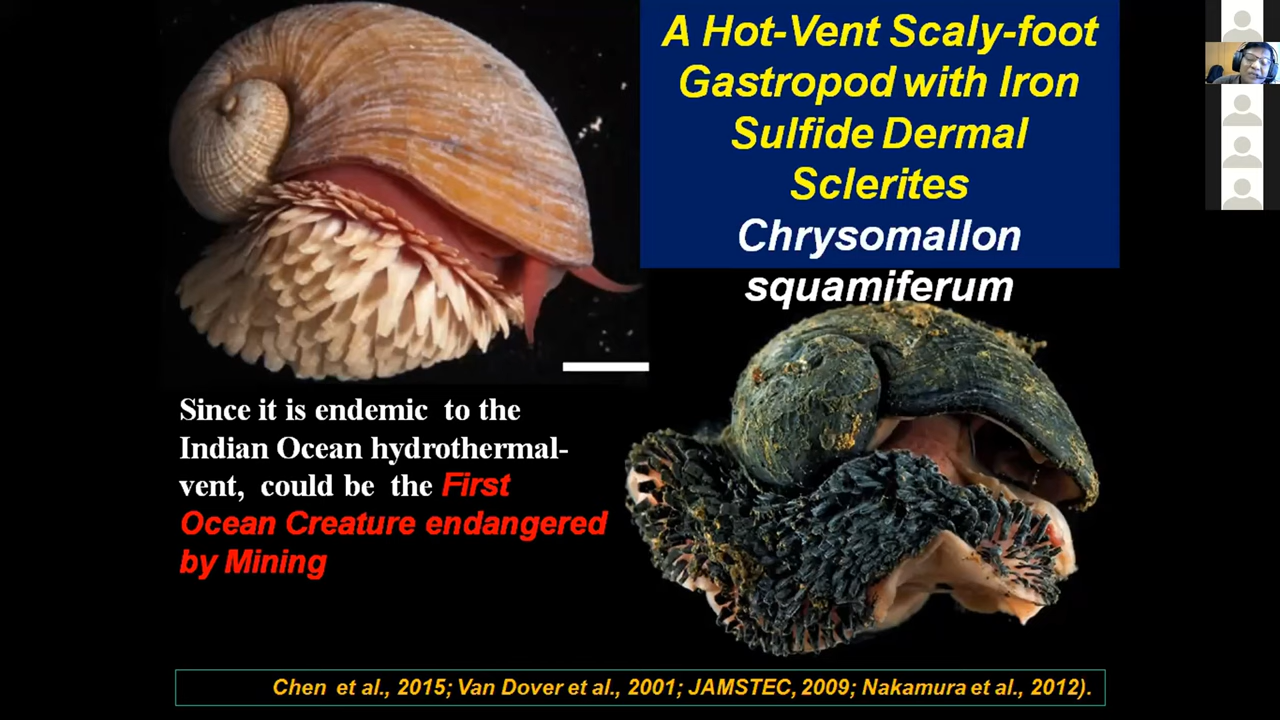 A Hot-Vent Scaly-foot
Gastropod with Iron
Sulfide Dermal
Sclerites
Chrysomallon
squamiferum
Since it is endemic to the
Indian Ocean hydrothermal-
vent, could be the First
Ocean Creature endangered
by Mining
Chen et al., 2015; Van Dover et al., 2001; JAMSTEC, 2009; Nakamura et al., 2012).